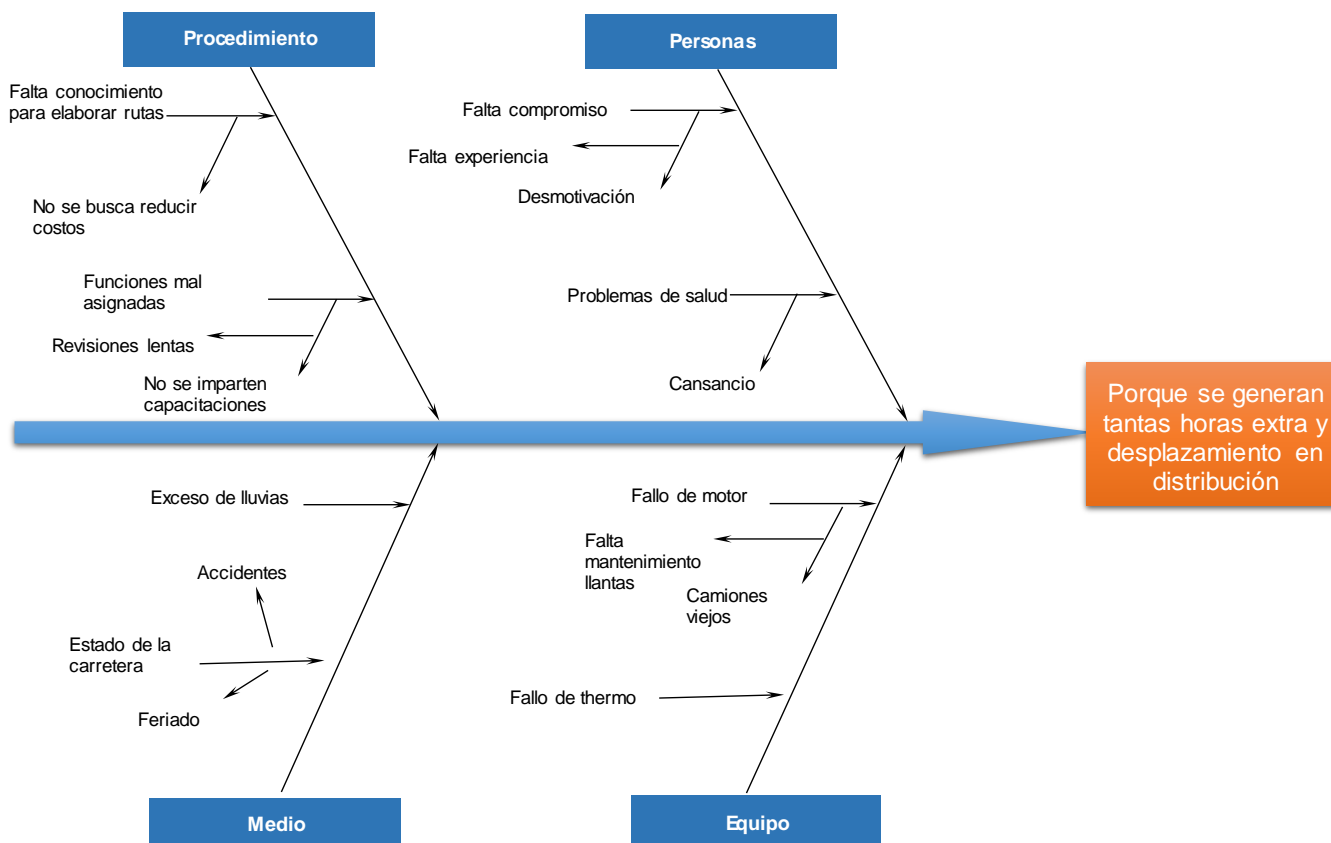 Procedimiento
Personas
Falta conocimiento
para elaborar rutas
Falta compromiso
Falta experiencia
Desmotivación
No se busca reducir
costos
Funciones mal
asignadas
Problemas de salud
Revisiones lentas
No se imparten
capacitaciones
Cansancio
Porque se generan
tantas horas extra y
desplazamiento en
distribución
Exceso de lluvias
Fallo de motor
Falta
mantenimiento
llantas
Accidentes
Camiones
viejos
Estado de la
carretera
Feriado
Fallo de thermo
Medio
Equipo